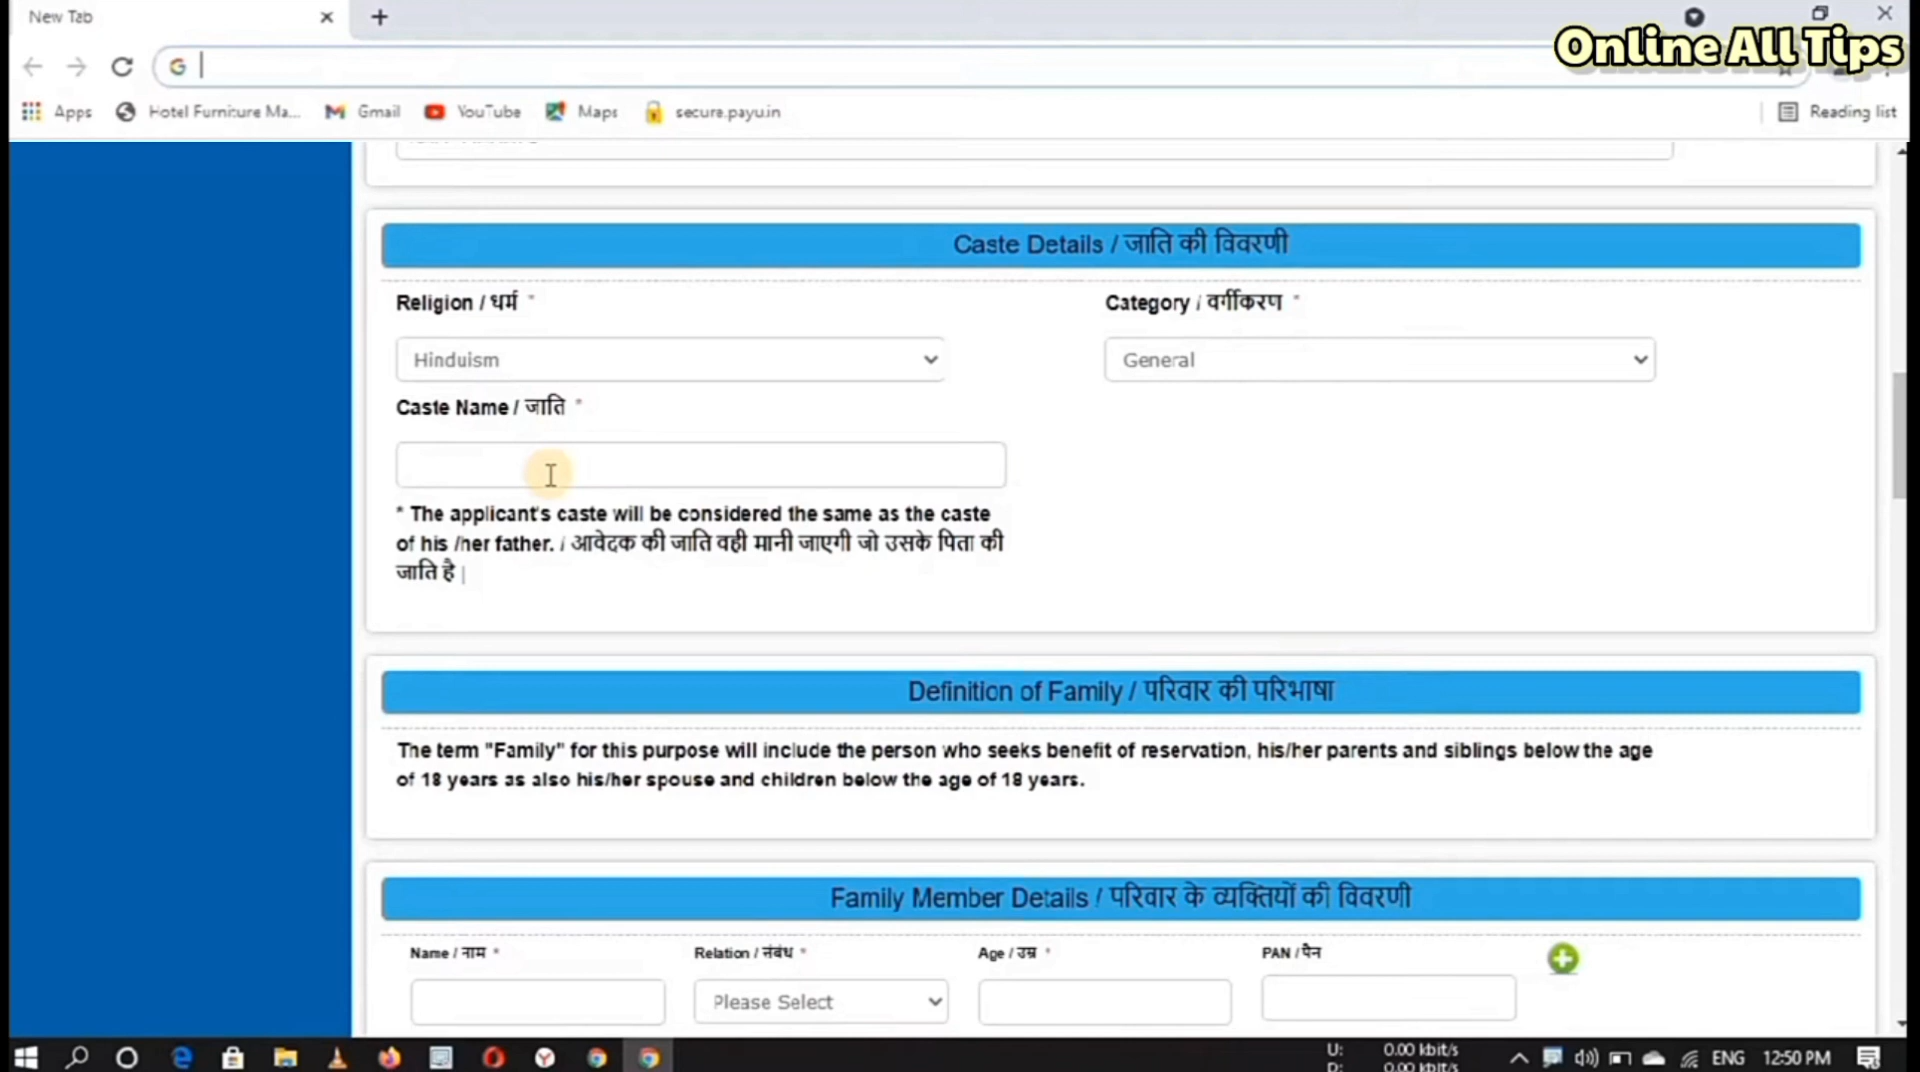 New Tab
Online All Tips
Apps
Hotel Furniture Ma...
Gmail
YouTube
Maps
secure.payu.in
Reading list
Caste Details / जाति की विवरणी
Religion / धर्म *
Category / वर्गीकरण *
Hinduism
General
Caste Name / जाति *
* The applicant's caste will be considered the same as the caste
of his /her father. / आवेदक की जाति वही मानी जाएगी जो उसके पिता की
जाति है |
Definition of Family / परिवार की परिभाषा
The term "Family" for this purpose will include the person who seeks benefit of reservation, his/her parents and siblings below the age
of 18 years as also his/her spouse and children below the age of 18 years.
Family Member Details / परिवार के व्यक्तियों की विवरणी
Name / नाम *
Relation / संबंध *
Age / उम्र *
PAN / पैन
Please Select
U: 0.00 kbit/s
D: 0.00 kbit/s
ENG
12:50 PM